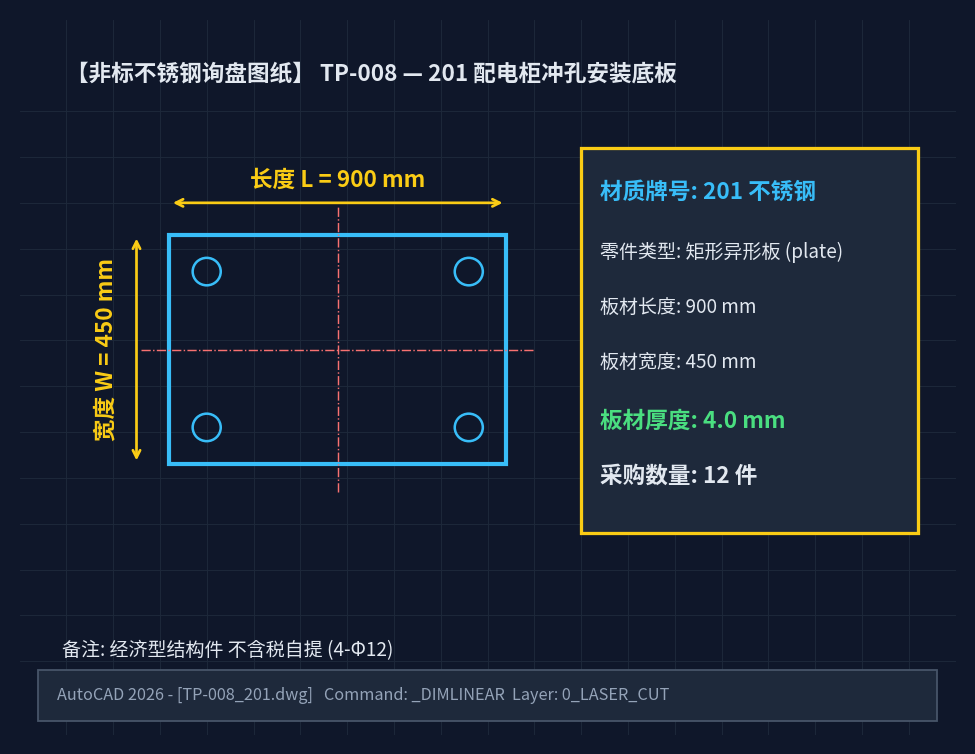 【非标不锈钢询盘图纸】 TP-008 — 201 配电柜冲孔安装底板
长度 L = 900 mm
宽度 W = 450 mm
材质牌号: 201 不锈钢
零件类型: 矩形异形板 (plate)
板材长度: 900 mm
板材宽度: 450 mm
板材厚度: 4.0 mm
采购数量: 12 件
备注: 经济型结构件 不含税自提 (4-Φ12)
AutoCAD 2026 - [TP-008_201.dwg] Command: _DIMLINEAR Layer: 0_LASER_CUT